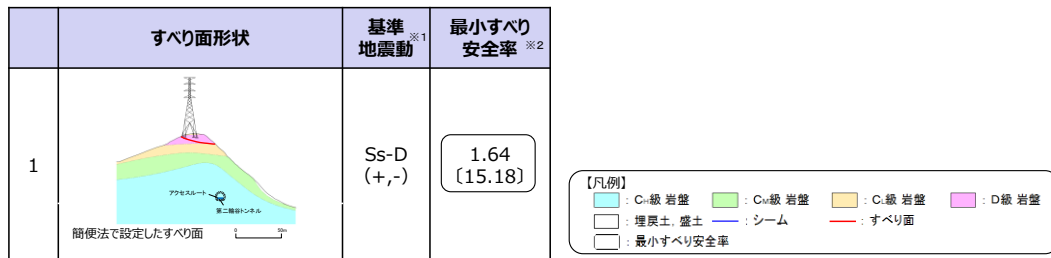 すべり面形状
基準
地震動 ※1
最小すべり
安全率 ※2
1
アクセスルート
第二輪谷トンネル
簡便法で設定したすべり面
0 50m
Ss-D
(+,-)
1.64
〔15.18〕
【凡例】
: CH級 岩盤 : CM級 岩盤 : CL級 岩盤 : D級 岩盤
: 埋戻土, 盛土 : シーム : すべり面
: 最小すべり安全率